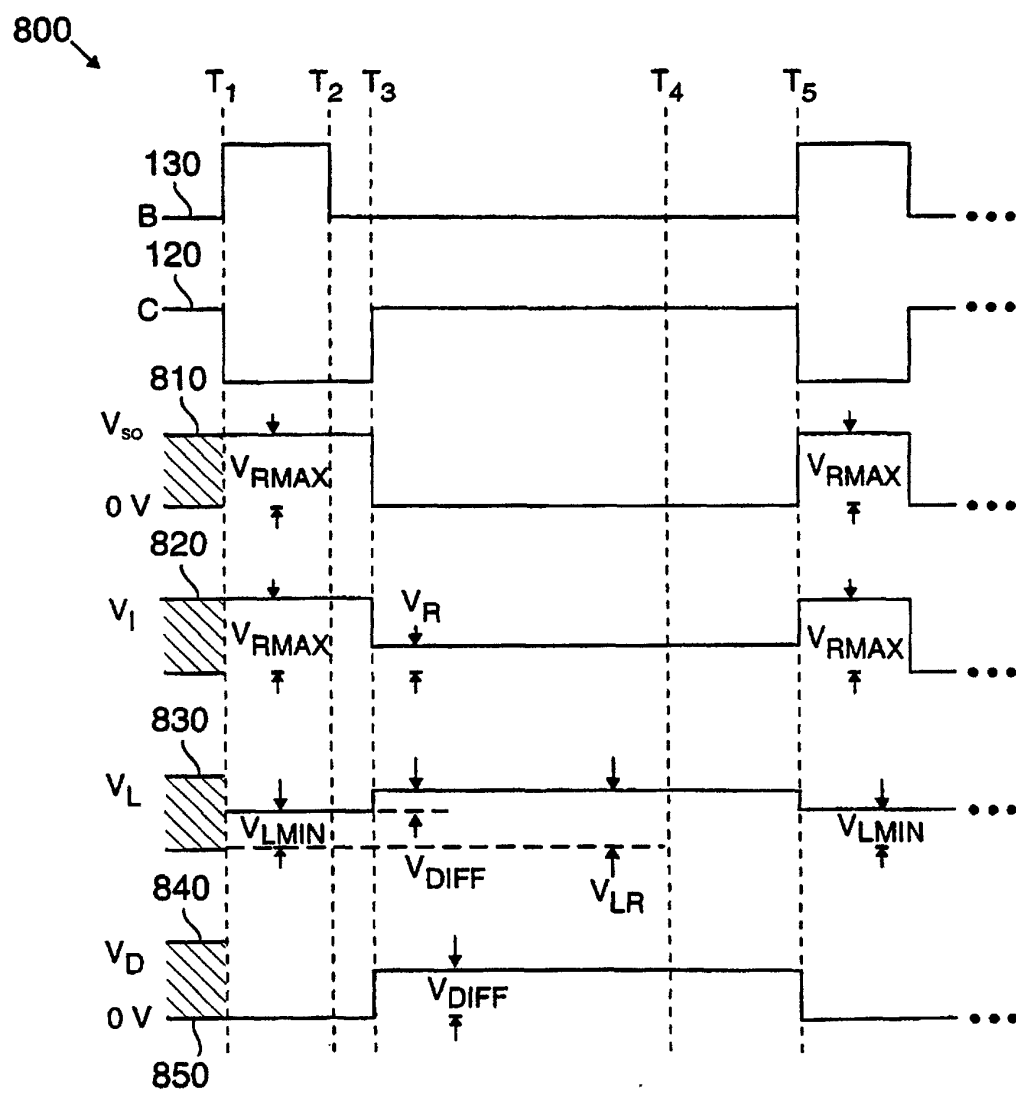 800
T1 T2 T3 T4 T5
130
B
120
C
810
Vso
VRMAX VRMAX
0 V
820
VI
VR
VRMAX VRMAX
830
VL
VLMIN VLMIN
VDIFF
VLR
840
VD
VDIFF
0 V
850